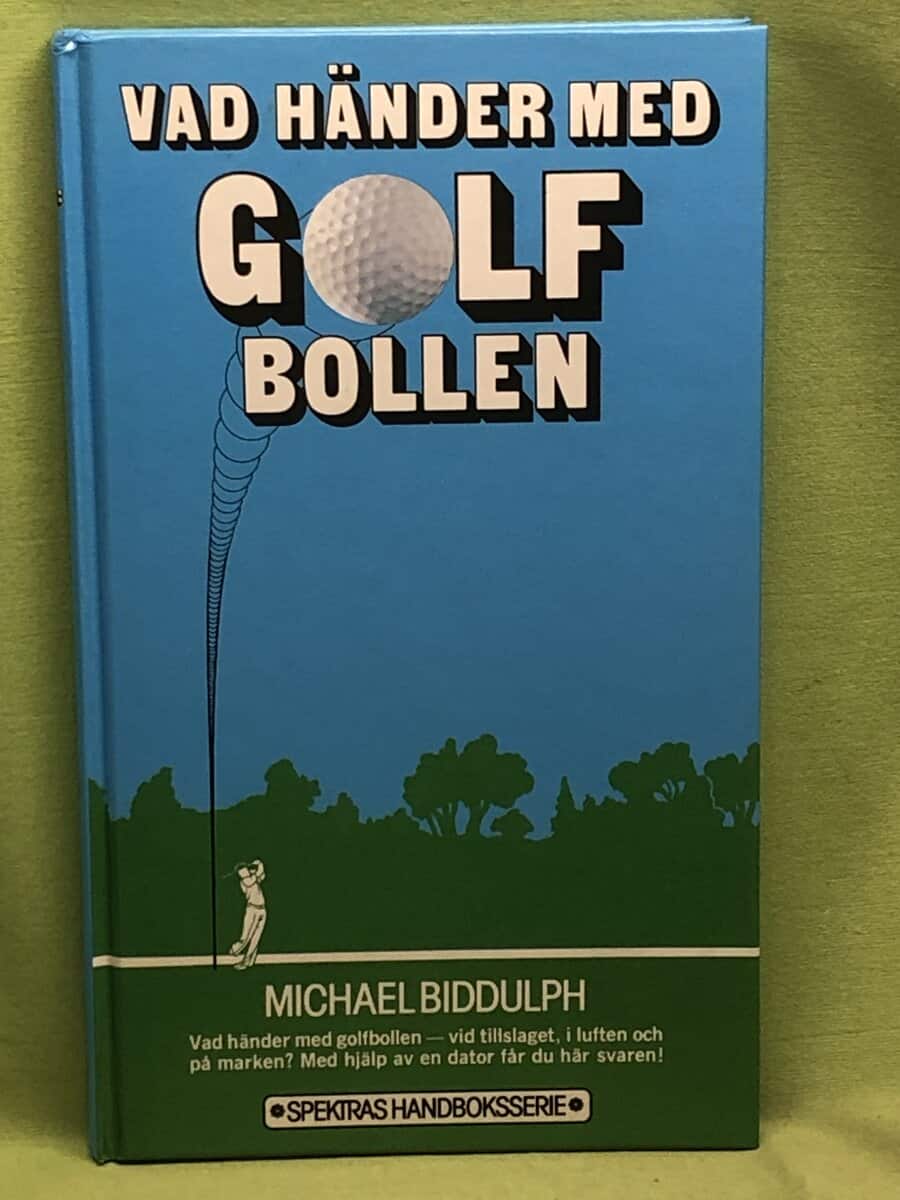 VAD HÄNDER MED
GOLF
BOLLEN
MICHAEL BIDDULPH
Vad händer med golfbollen — vid tillslaget, i luften och
på marken? Med hjälp av en dator får du här svaren!
SPEKTRAS HANDBOKSSERIE